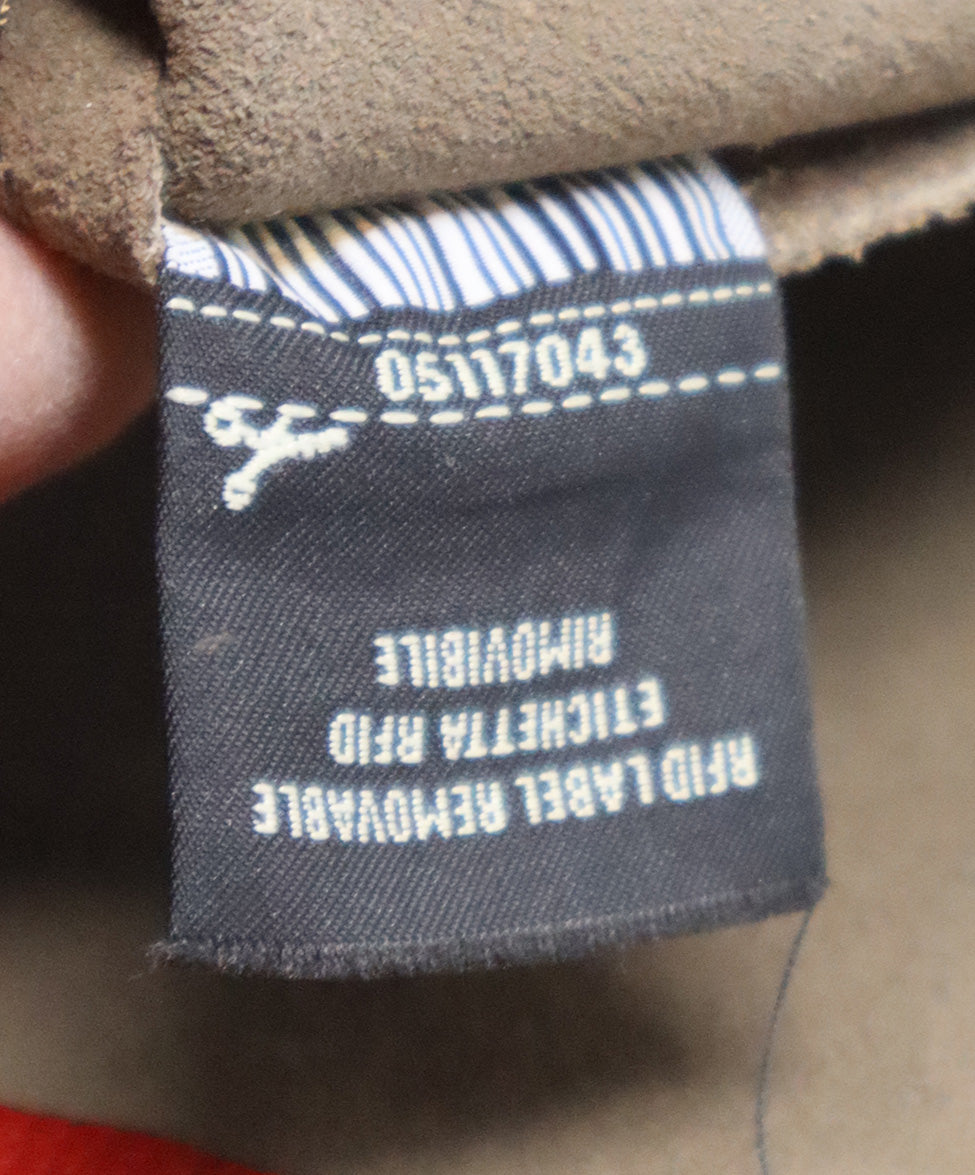 05117043
RFID LABEL REMOVABLE
ETICHETTA RFID
RIMOVIBILE